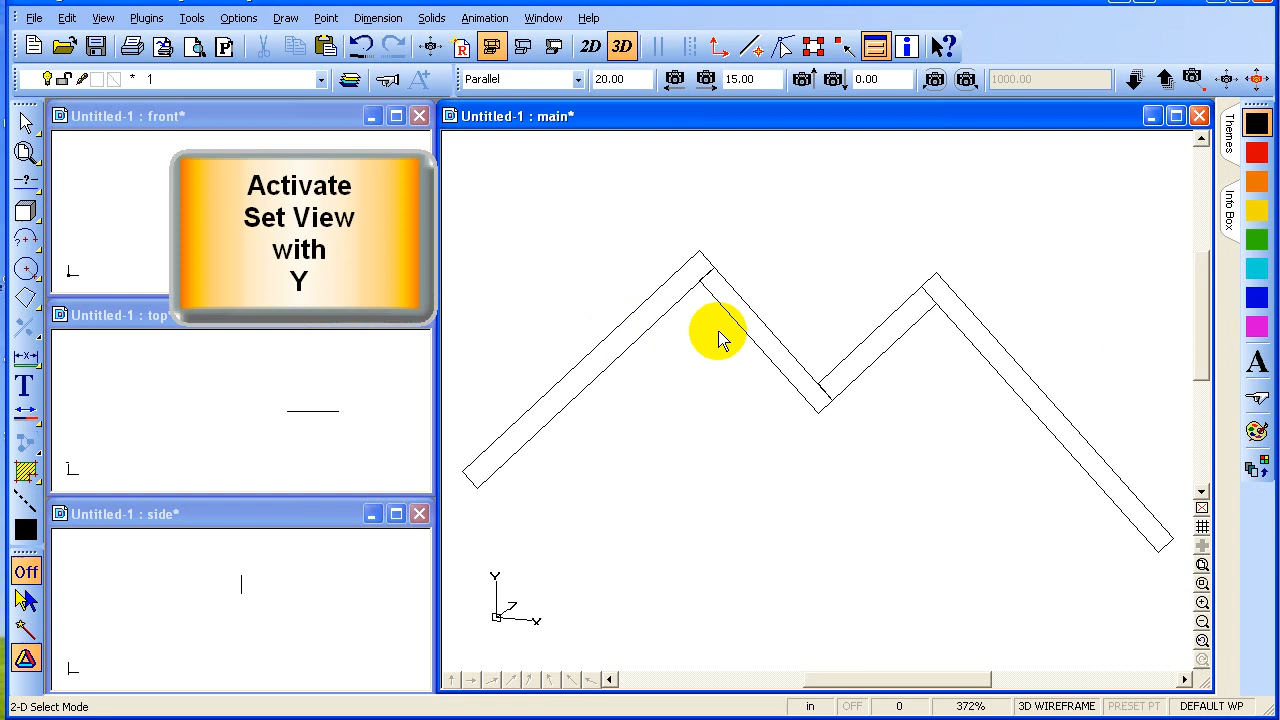 File Edit View Plugins Tools Options Draw Point Dimension Solids Animation Window Help
P R 2D 3D
* 1 Parallel 20.00 15.00 0.00 1000.00
Untitled-1 : front*
Untitled-1 : main*
Themes
Info Box
Activate
Set View
with
Y
Untitled-1 : top*
Untitled-1 : side*
Off
Y
Z
X
2-D Select Mode in OFF 0 372% 3D WIREFRAME PRESET PT DEFAULT WP